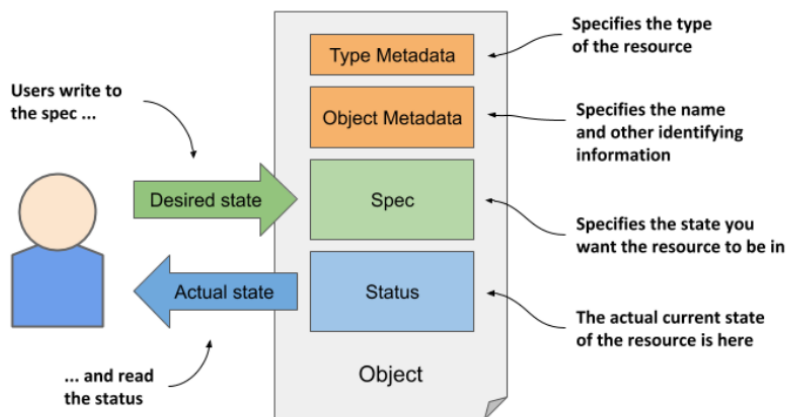 Specifies the type
of the resource
Type Metadata
Users write to
the spec ...
Object Metadata
Specifies the name
and other identifying
information
Desired state
Spec
Specifies the state you
want the resource to be in
Actual state
Status
The actual current state
of the resource is here
... and read
the status
Object